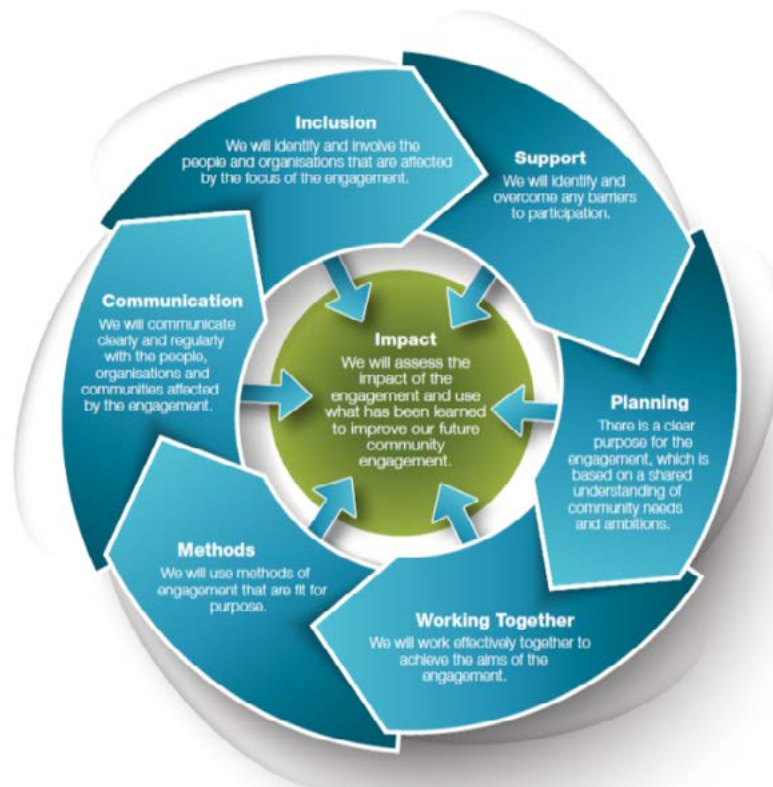 Inclusion
We will identify and involve the
people and organisations that are affected
by the focus of the engagement.
Support
We will identify and
overcome any barriers
to participation.
Planning
There is a clear
purpose for the
engagement, which is
based on a shared
understanding of
community needs
and ambitions.
Working Together
We will work effectively together to
achieve the aims of the
engagement.
Methods
We will use methods of
engagement that are fit for
purpose.
Communication
We will communicate
clearly and regularly
with the people,
organisations and
communities affected
by the engagement.
Impact
We will assess the
impact of the
engagement and use
what has been learned
to improve our future
community
engagement.